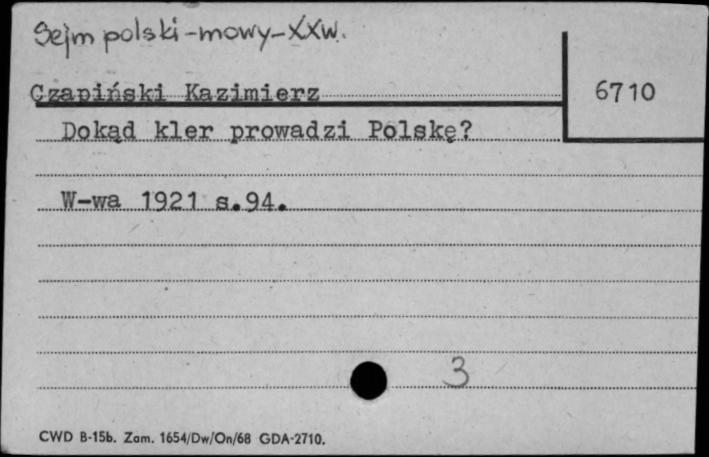 Sejm polski-mowy-XXw.
Czapiński Kazimierz
6710
Dokąd kler prowadzi Polskę?
W-wa 1921 s.94.
3
CWD B-15b. Zam. 1654/Dw/On/68 GDA-2710.